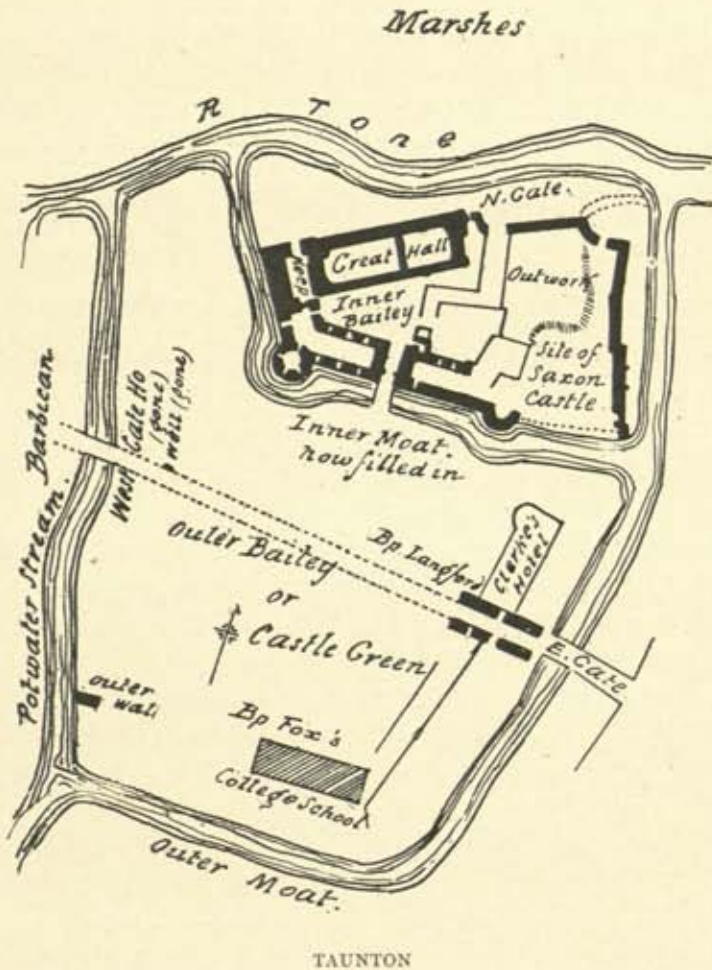 Marshes
R Tone
N. Gate.
Great Hall
Keep
Outwork
Inner
Bailey
Site of
Saxon
Castle
Inner Moat.
now filled in
Barbican
West Gate Ho
(gone)
Well (gone)
Potwater Stream.
Outer Bailey
or
Castle Green
Bp Langford
Clarke's
Hotel
E. Gate
outer
wall
Bp Fox's
College School
Outer Moat.
TAUNTON